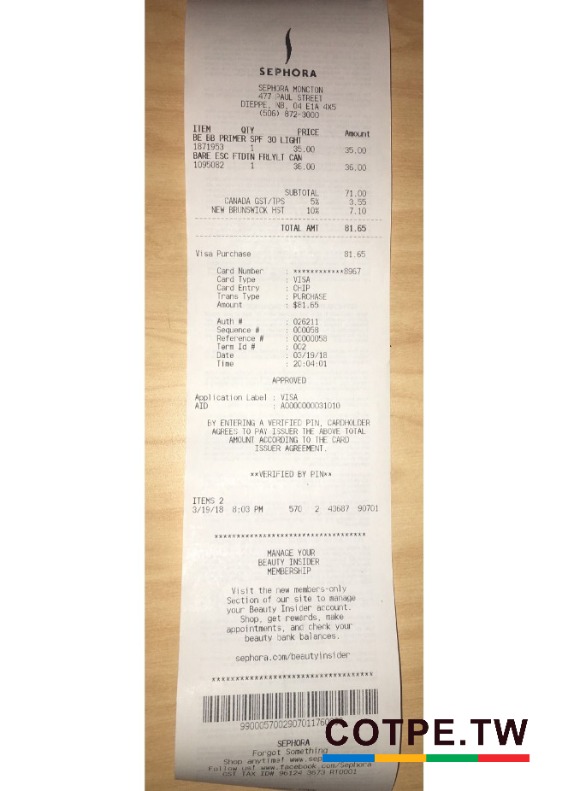 SEPHORA
SEPHORA MONCTON
477 PAUL STREET
DIEPPE, NB, 04 E1A 4X5
(506) 872-3000
ITEM QTY PRICE Amount
BE BB PRIMER SPF 30 LIGHT
1871953 1 35.00 35.00
BARE ESC FTDTN FRLYLT CAN
1095082 1 36.00 36.00
SUBTOTAL 71.00
CANADA GST/TPS 5% 3.55
NEW BRUNSWICK HST 10% 7.10
TOTAL AMT 81.65
Visa Purchase 81.65
Card Number : ************8967
Card Type : VISA
Card Entry : CHIP
Trans Type : PURCHASE
Amount : $81.65
Auth # : 026211
Sequence # : 000058
Reference # : 00000058
Term Id # : 002
Date : 03/19/18
Time : 20:04:01
APPROVED
Application Label : VISA
AID : A0000000031010
BY ENTERING A VERIFIED PIN, CARDHOLDER
AGREES TO PAY ISSUER THE ABOVE TOTAL
AMOUNT ACCORDING TO THE CARD
ISSUER AGREEMENT.
**VERIFIED BY PIN**
ITEMS 2
3/19/18 8:03 PM 570 2 43687 90701
***********************************
MANAGE YOUR
BEAUTY INSIDER
MEMBERSHIP
Visit the new members-only
Section of our site to manage
your Beauty Insider account.
Shop, get rewards, make
appointments, and check your
beauty bank balances.
sephora.com/beautyinsider
***********************************
COTPE.TW
SEPHORA
Forget Something
Shop anytime! www.sep
Follow us! www.facebook.com/Sephora
GST TAX ID# 96124 3673 RT0001